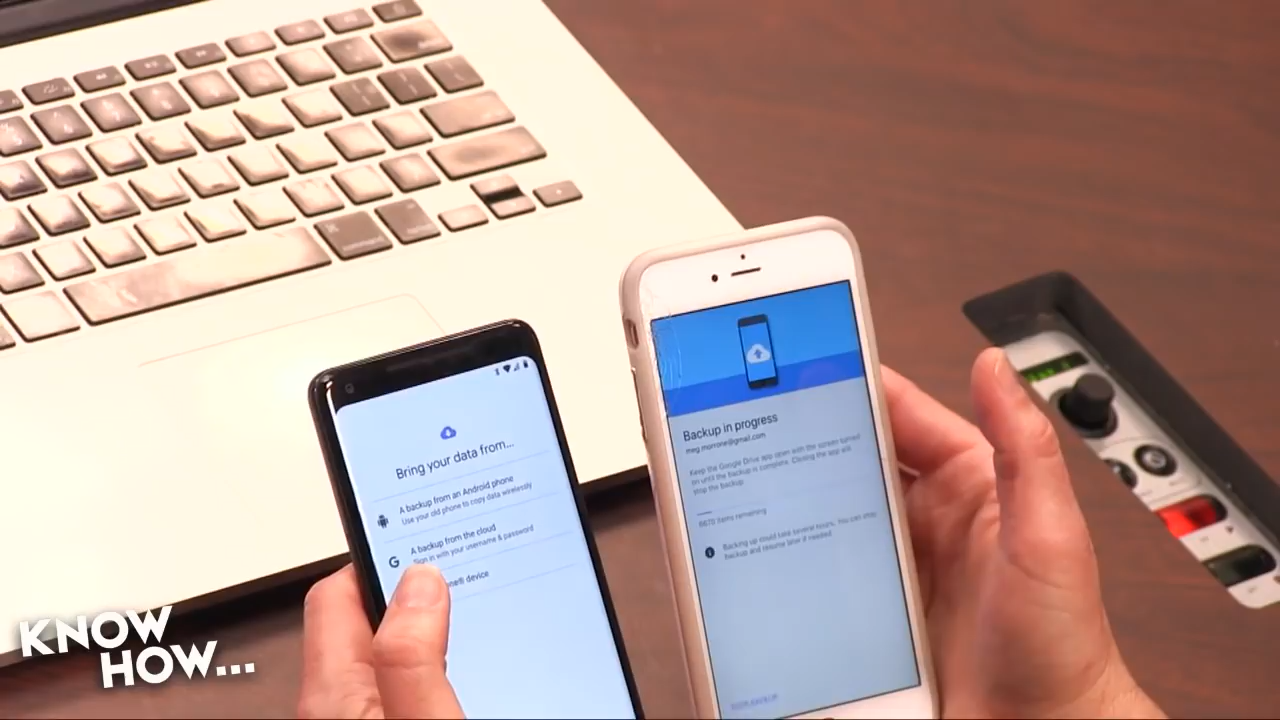 Bring your data from...
A backup from an Android phone
Use your old phone to copy data wirelessly
A backup from the cloud
Sign in with your username & password
one® device
Backup in progress
meg.morrone@gmail.com
Keep the Google Drive app open with the screen turned
on until the backup is complete. Closing the app will
stop the backup.
6670 items remaining
Backing up could take several hours. You can stop
backup and resume later if needed.
command
KNOW
HOW...